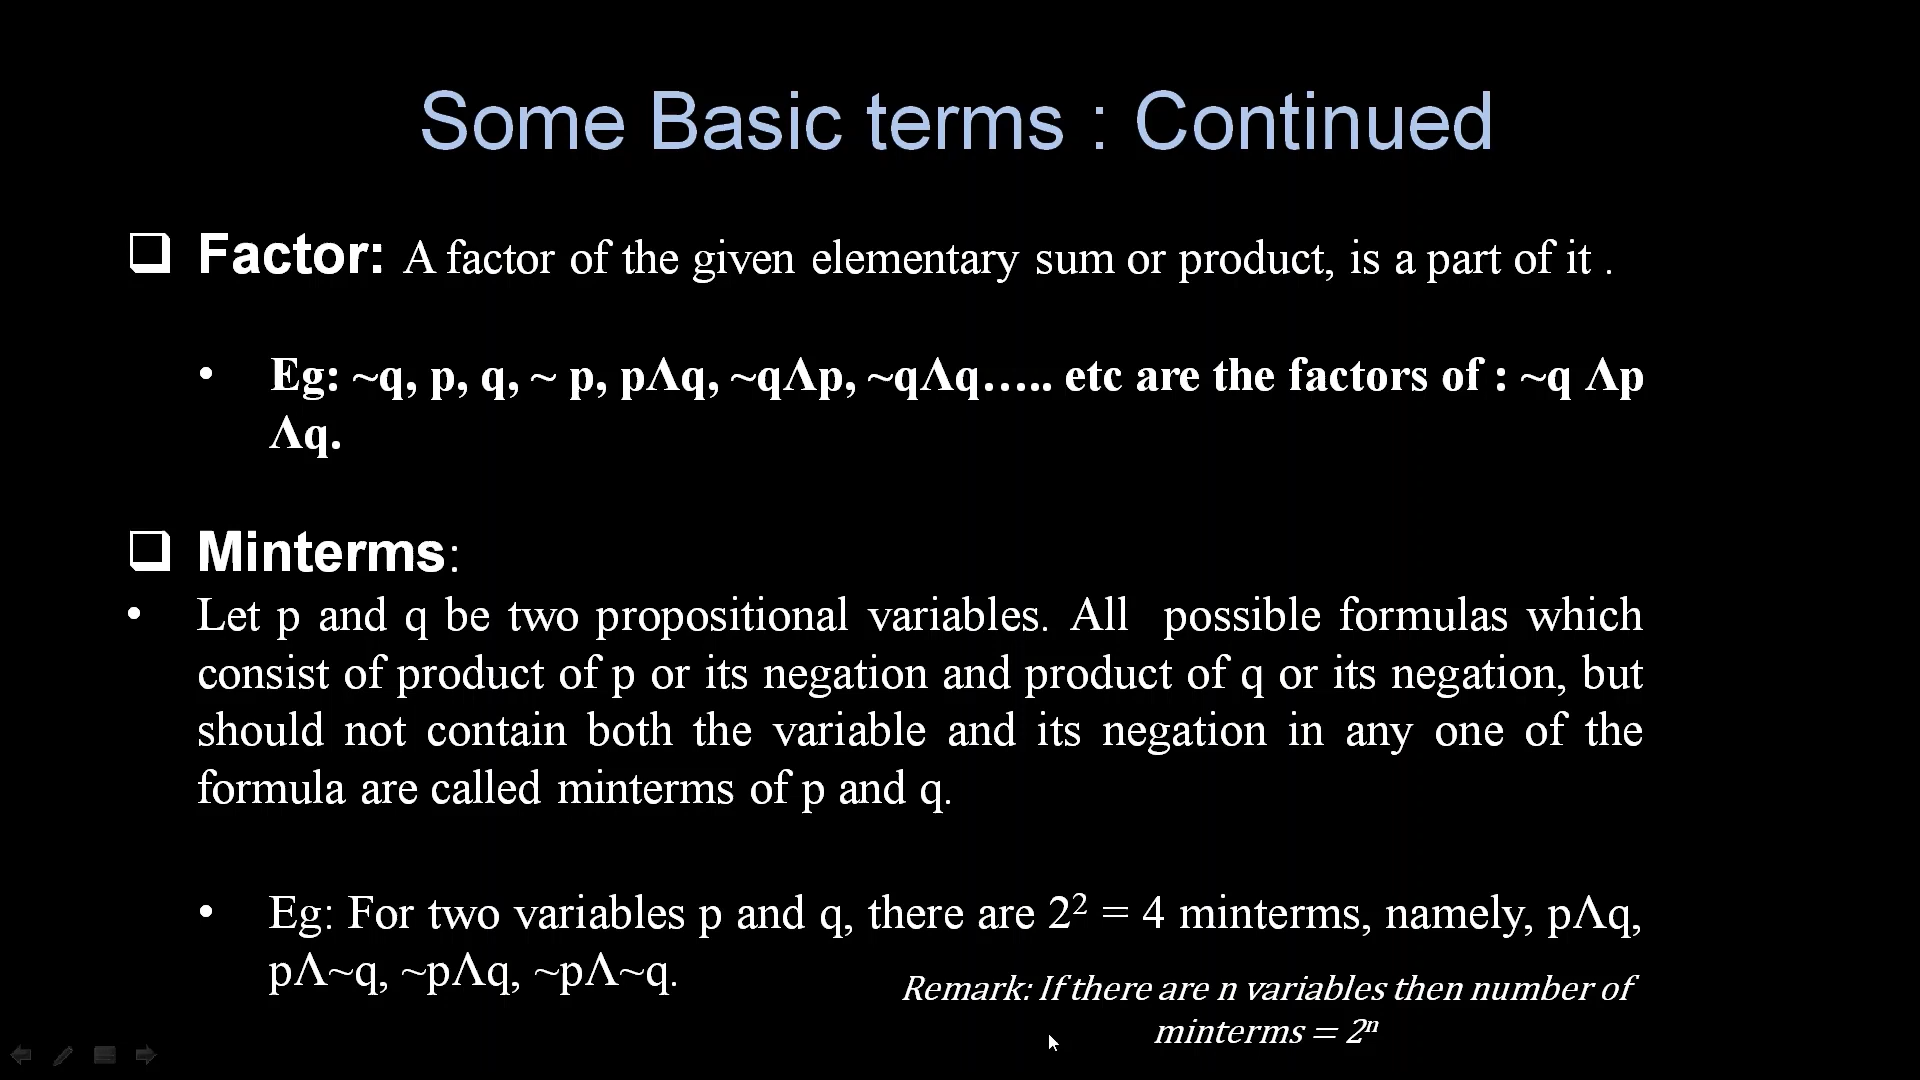 Some Basic terms : Continued
❑ Factor: A factor of the given elementary sum or product, is a part of it .
• Eg: ~q, p, q, ~ p, pΛq, ~qΛp, ~qΛq….. etc are the factors of : ~q Λp
Λq.
❑ Minterms:
• Let p and q be two propositional variables. All possible formulas which
consist of product of p or its negation and product of q or its negation, but
should not contain both the variable and its negation in any one of the
formula are called minterms of p and q.
• Eg: For two variables p and q, there are 2² = 4 minterms, namely, pΛq,
pΛ~q, ~pΛq, ~pΛ~q.
Remark: If there are n variables then number of
minterms = 2ⁿ